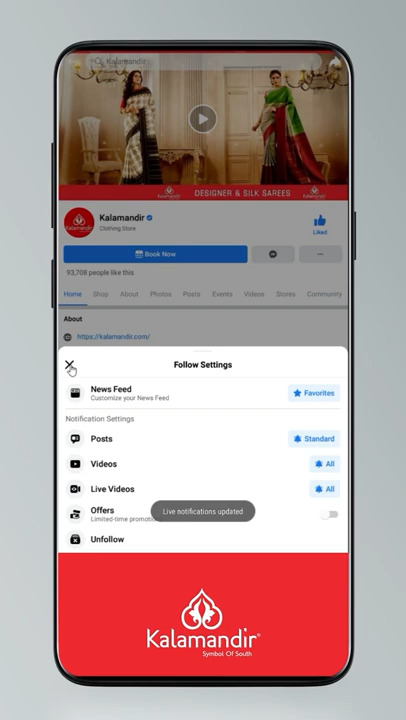 Kalamandir
Kalamandir
DESIGNER & SILK SAREES
Kalamandir
Kalamandir
Kalamandir
Clothing Store
Liked
Book Now
93,708 people like this
Home Shop About Photos Posts Events Videos Stores Community
About
https://kalamandir.com/
Follow Settings
News Feed
Customize your News Feed
Favorites
Notification Settings
Posts
Standard
Videos
All
Live Videos
All
Offers
Limited-time
Live notifications updated
Unfollow
Kalamandir®
Symbol Of South